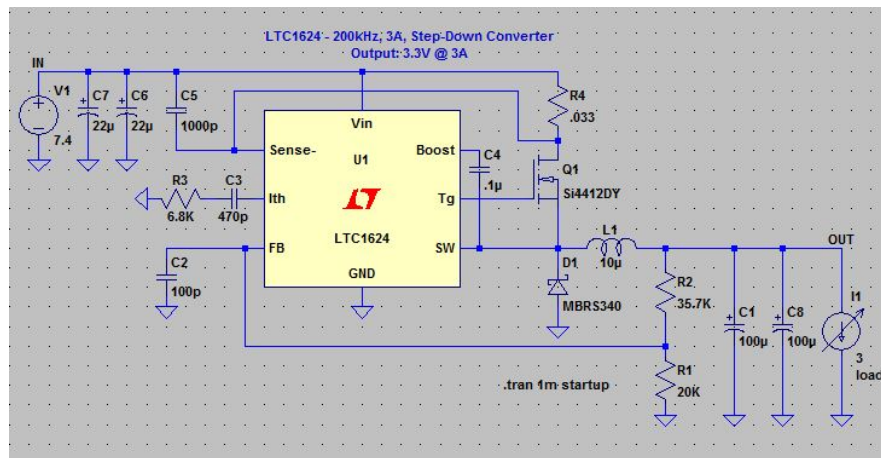 LTC1624 - 200kHz, 3A, Step-Down Converter
Output: 3.3V @ 3A
IN
V1
7.4
C7
22µ
C6
22µ
C5
1000p
R4
.033
Vin
Sense-
U1
Boost
C4
.1µ
Q1
Si4412DY
R3
6.8K
C3
470p
Ith
Tg
LTC1624
FB
SW
GND
C2
100p
L1
10µ
D1
MBRS340
OUT
R2
35.7K
C1
100µ
C8
100µ
I1
3
load
R1
20K
.tran 1m startup